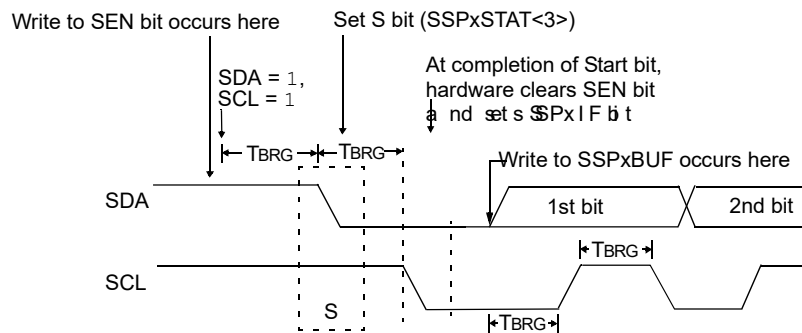 Write to SEN bit occurs here
Set S bit (SSPxSTAT<3>)
SDA = 1,
SCL = 1
At completion of Start bit,
hardware clears SEN bit
and sets SSPxIF bit
TBRG
TBRG
Write to SSPxBUF occurs here
SDA
1st bit
2nd bit
TBRG
SCL
S
TBRG